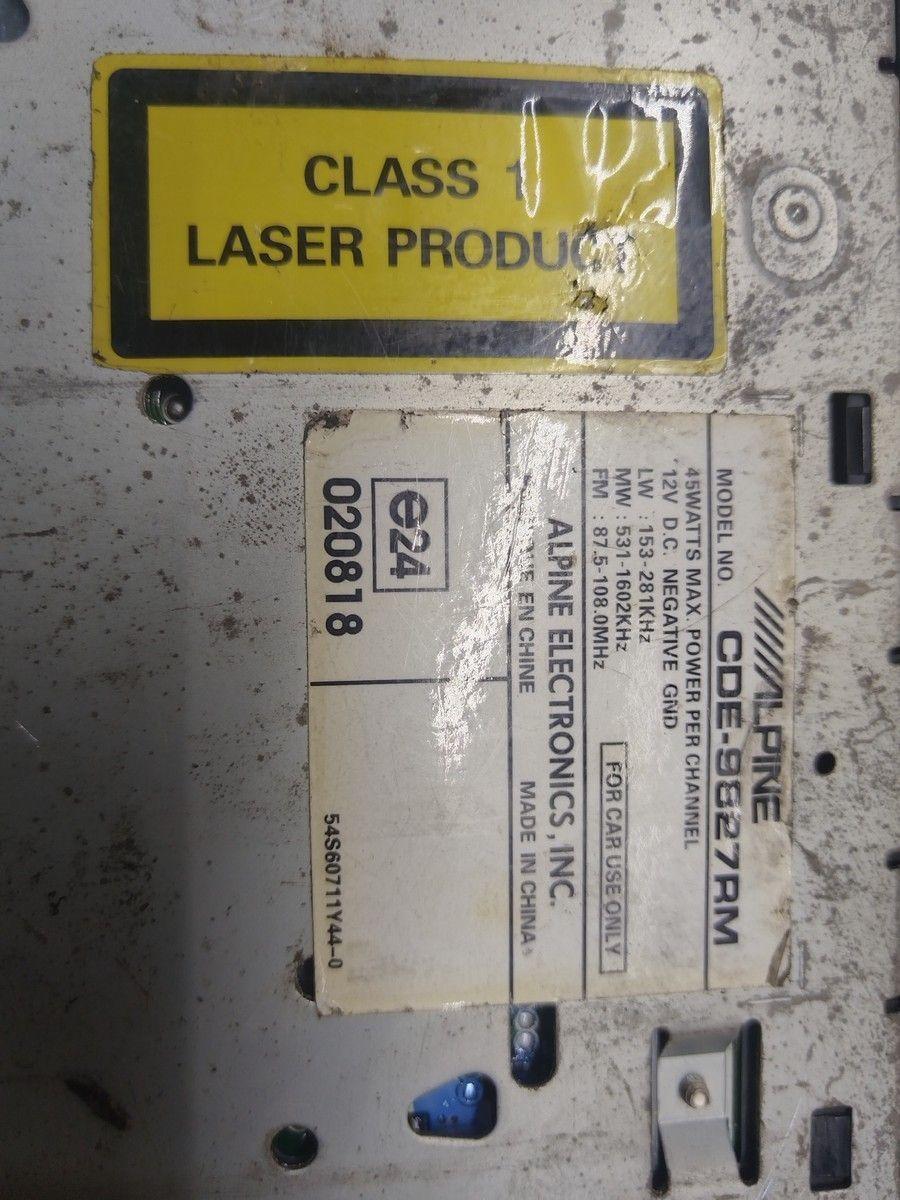 CLASS 1
LASER PRODUCT
ALPINE
MODEL NO. CDE-9827RM
45WATTS MAX. POWER PER CHANNEL
12V D.C. NEGATIVE GND
LW : 153-281KHz
MW : 531-1602KHz
FM : 87.5-108.0MHz
FOR CAR USE ONLY
ALPINE ELECTRONICS, INC.
EN CHINE MADE IN CHINA
e24
020818
54S60711Y44-0